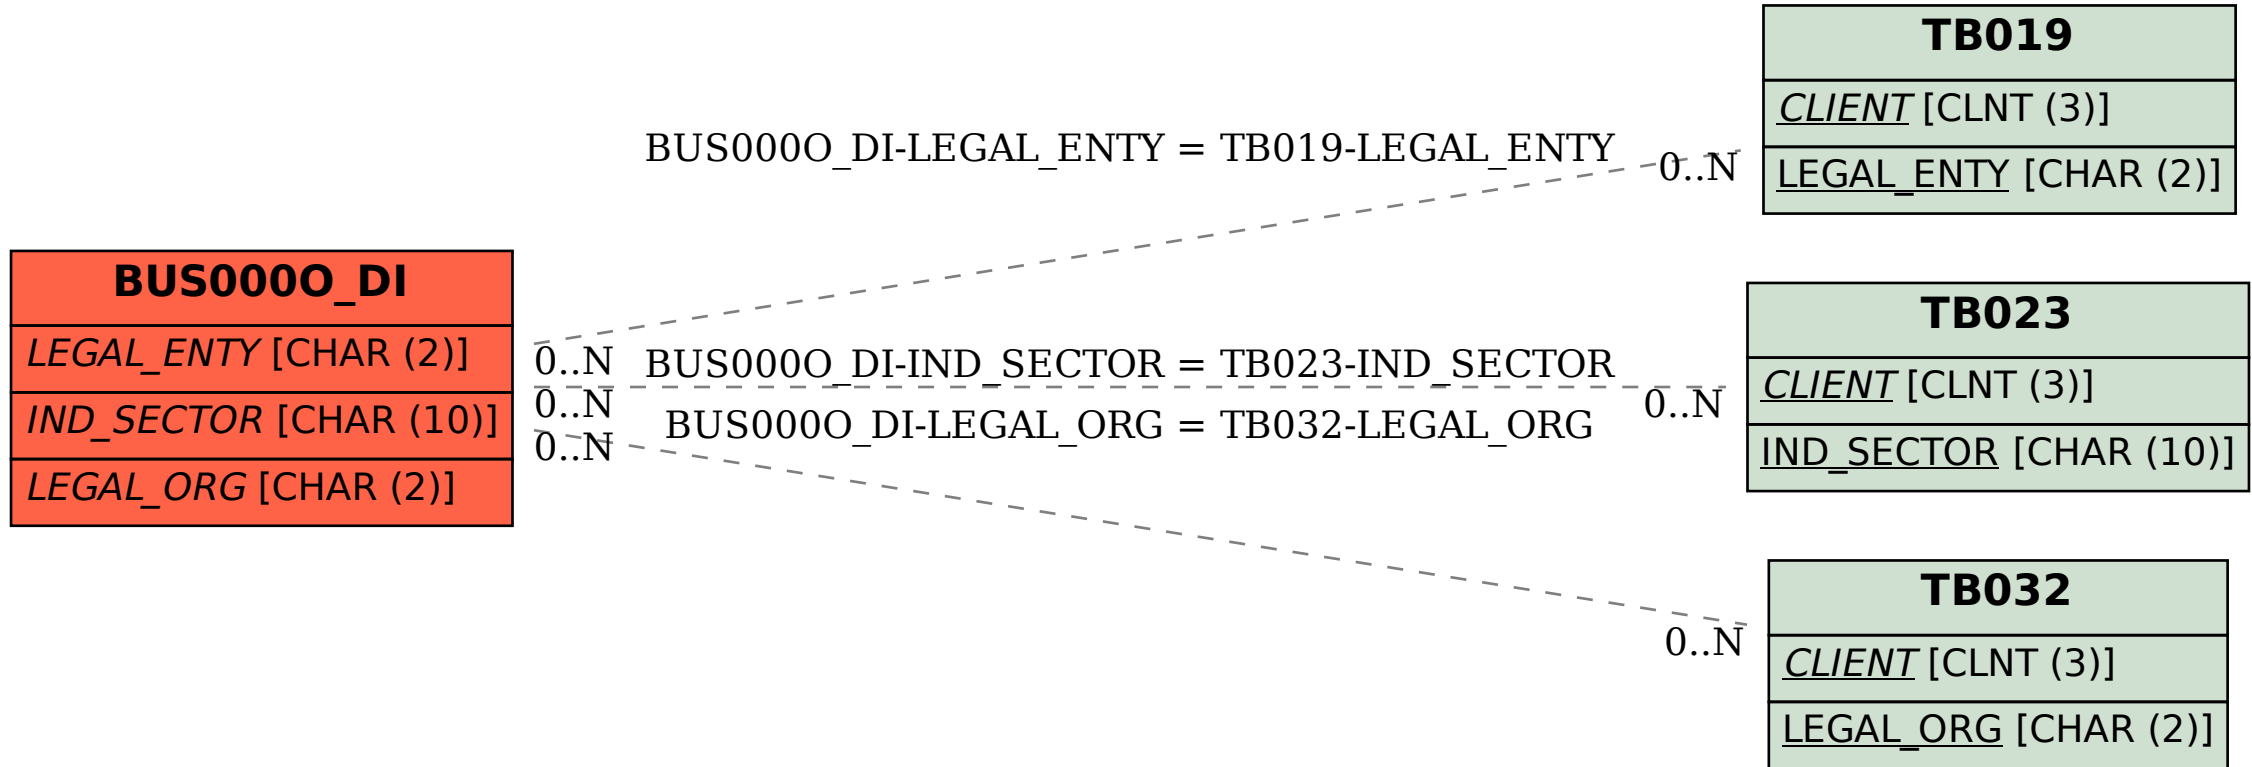 TB019
CLIENT [CLNT (3)]
LEGAL_ENTY [CHAR (2)]
BUS000O_DI-LEGAL_ENTY = TB019-LEGAL_ENTY
0..N
BUS000O_DI
LEGAL_ENTY [CHAR (2)]
IND_SECTOR [CHAR (10)]
LEGAL_ORG [CHAR (2)]
0..N
BUS000O_DI-IND_SECTOR = TB023-IND_SECTOR
0..N
0..N
BUS000O_DI-LEGAL_ORG = TB032-LEGAL_ORG
0..N
TB023
CLIENT [CLNT (3)]
IND_SECTOR [CHAR (10)]
0..N
TB032
CLIENT [CLNT (3)]
LEGAL_ORG [CHAR (2)]